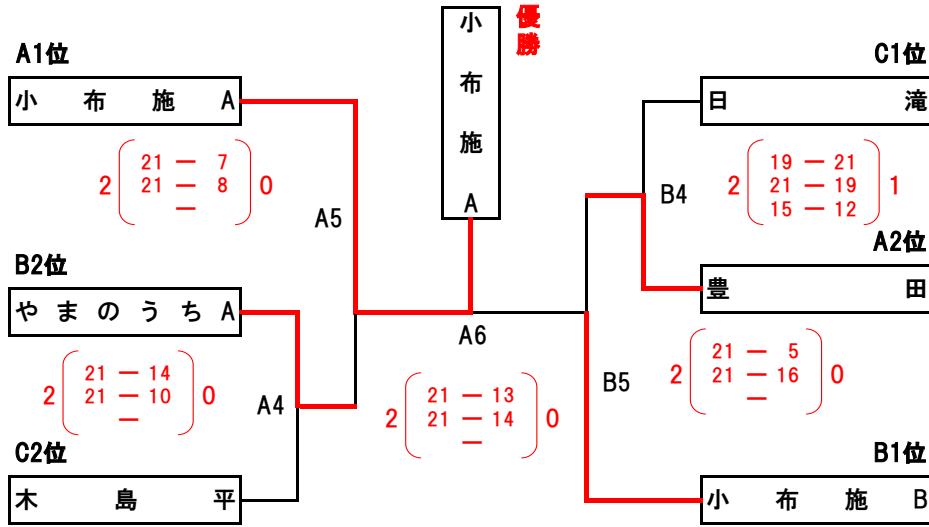 優勝
小布施A
A1位
小布施A
2 21 — 7 0
21 — 8
—
A5
B2位
やまのうちA
2 21 — 14 0
21 — 10
—
A4
C2位
木島平
A6
2 21 — 13 0
21 — 14
—
C1位
日滝
2 19 — 21 1
21 — 19
15 — 12
B4
A2位
豊田
2 21 — 5 0
21 — 16
—
B5
B1位
小布施B